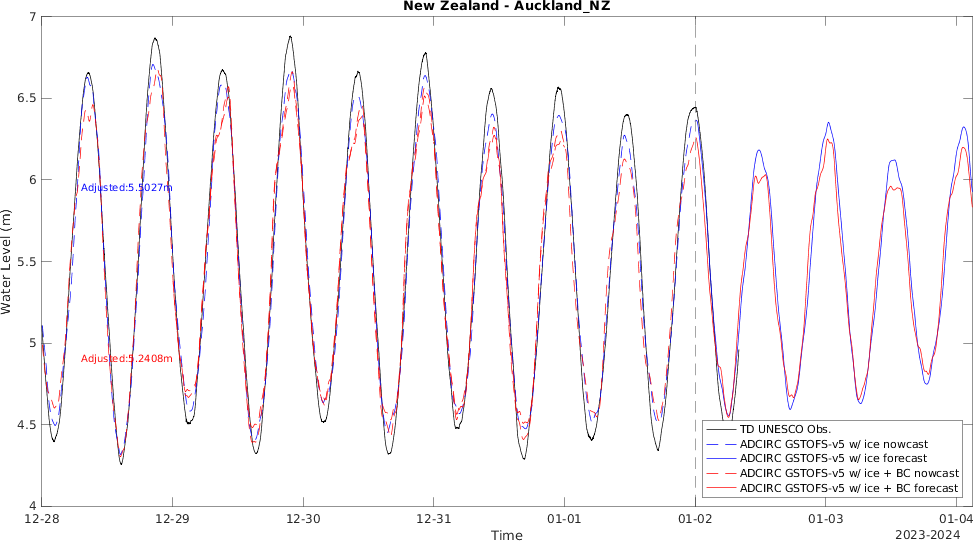 New Zealand - Auckland_NZ
7
6.5
6
5.5
5
4.5
4
Water Level (m)
Adjusted:5.5027m
Adjusted:5.2408m
TD UNESCO Obs.
ADCIRC GSTOFS-v5 w/ ice nowcast
ADCIRC GSTOFS-v5 w/ ice forecast
ADCIRC GSTOFS-v5 w/ ice + BC nowcast
ADCIRC GSTOFS-v5 w/ ice + BC forecast
12-28 12-29 12-30 12-31 01-01 01-02 01-03 01-04
Time
2023-2024